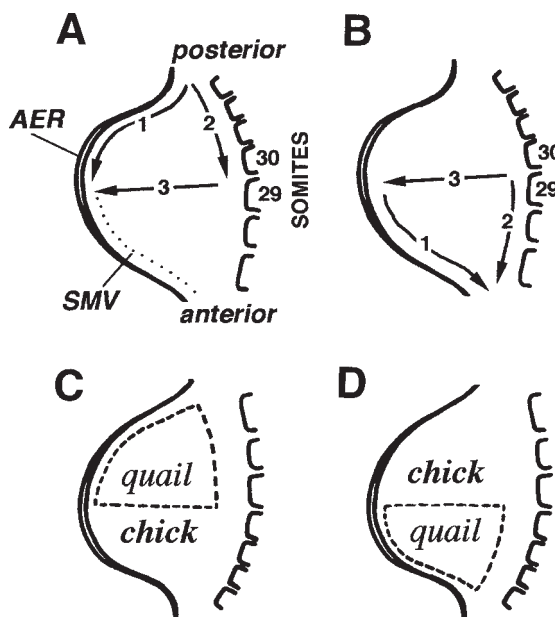 A
posterior
AER
1
2
3
30
29
SOMITES
SMV
anterior
B
3
30
29
2
1
C
quail
chick
D
chick
quail